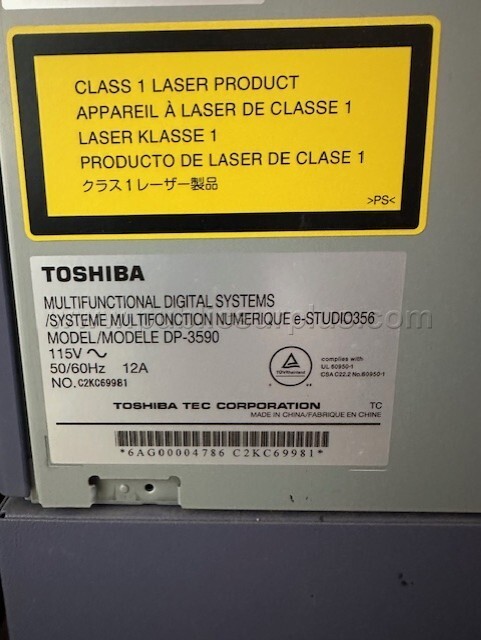 CLASS 1 LASER PRODUCT
APPAREIL À LASER DE CLASSE 1
LASER KLASSE 1
PRODUCTO DE LASER DE CLASE 1
クラス1レーザー製品
>PS<
TOSHIBA
MULTIFUNCTIONAL DIGITAL SYSTEMS
/SYSTEME MULTIFONCTION NUMERIQUE e-STUDIO356
MODEL/MODELE DP-3590
115V ~
50/60Hz 12A
NO. C2KC69981
complies with
UL 60950-1
CSA C22.2 No.60950-1
TOSHIBA TEC CORPORATION TC
MADE IN CHINA/FABRIQUE EN CHINE
*6AG00004786 C2KC69981*